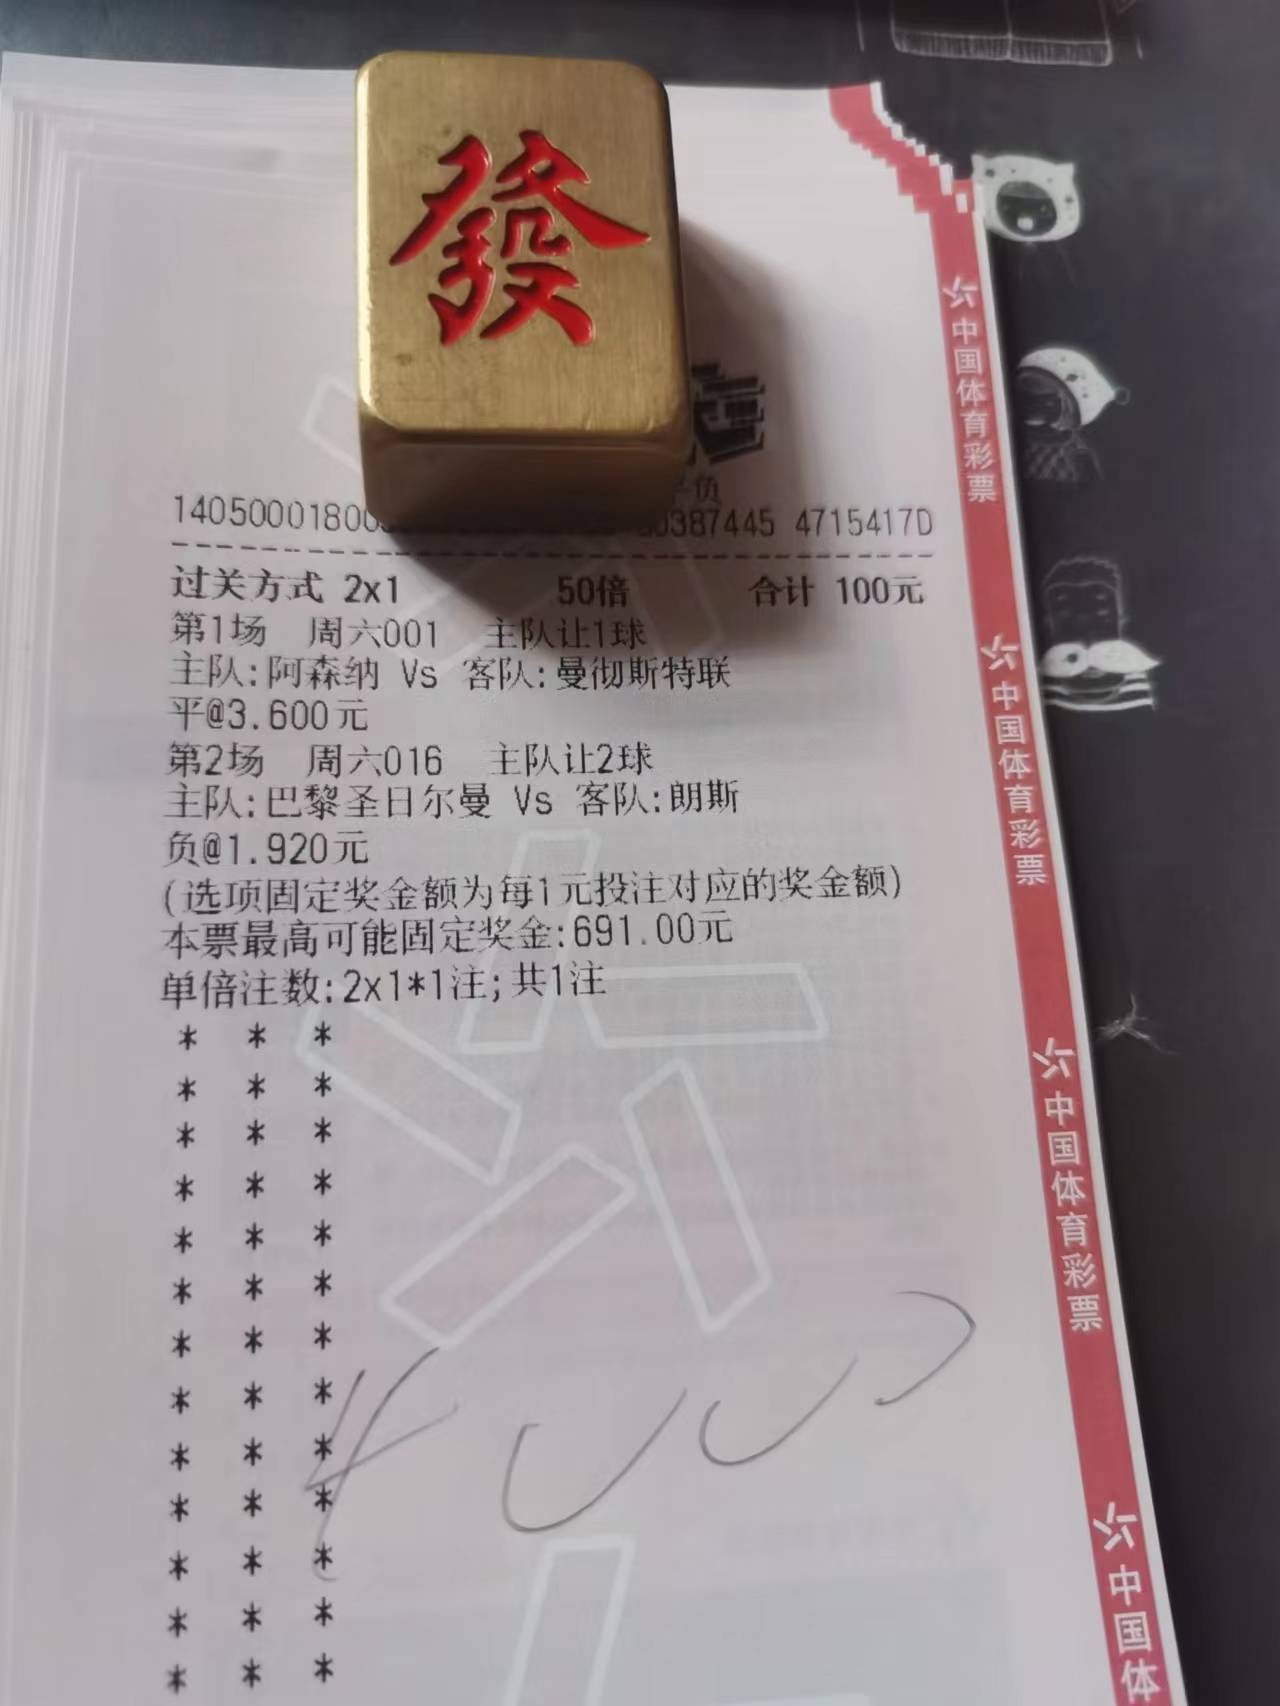 發
平负
14050001800 387445 4715417D
过关方式 2x1 50倍 合计 100元
第1场 周六001 主队让1球
主队:阿森纳 Vs 客队:曼彻斯特联
平@3.600元
第2场 周六016 主队让2球
主队:巴黎圣日尔曼 Vs 客队:朗斯
负@1.920元
(选项固定奖金额为每1元投注对应的奖金额)
本票最高可能固定奖金:691.00元
单倍注数:2x1*1注;共1注
* * *
* * *
* * *
* * *
* * *
* * *
* * *
* * *
* * *
* * *
* * *
* * *
* * *
中国体育彩票
中国体育彩票
中国体育彩票
中国体